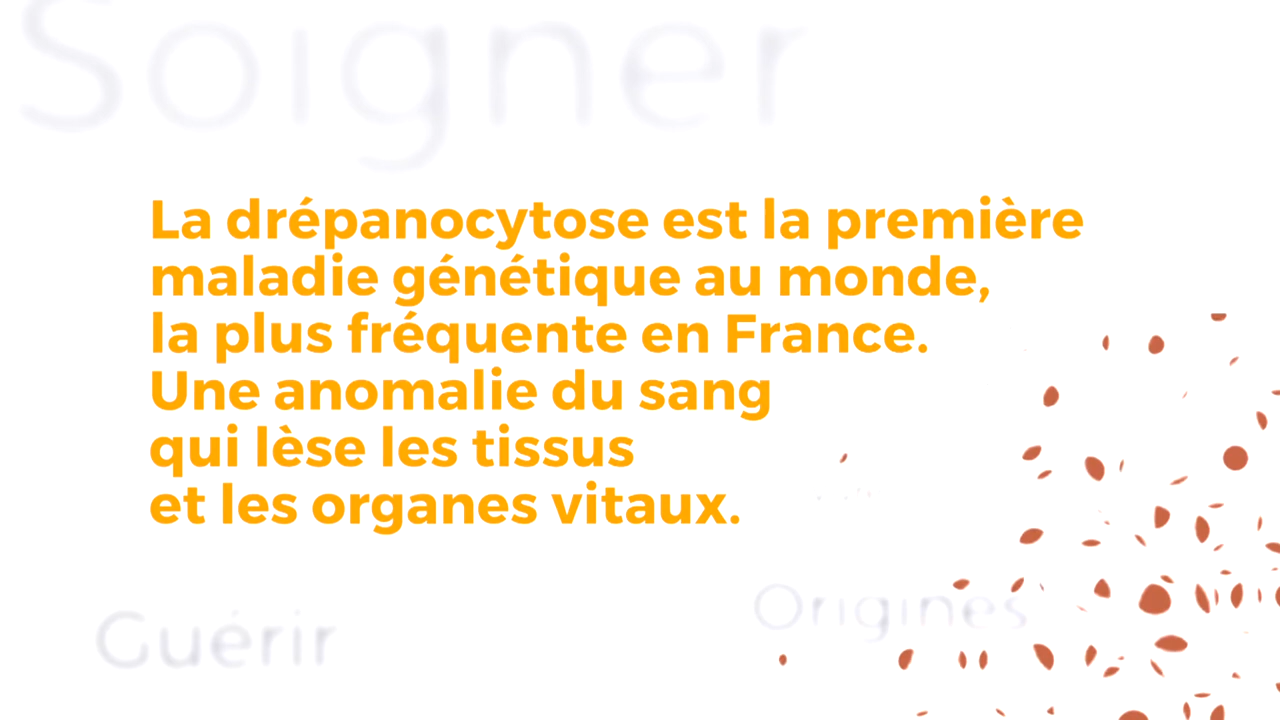 Soigner
La drépanocytose est la première
maladie génétique au monde,
la plus fréquente en France.
Une anomalie du sang
qui lèse les tissus
et les organes vitaux.
Origines
Guérir